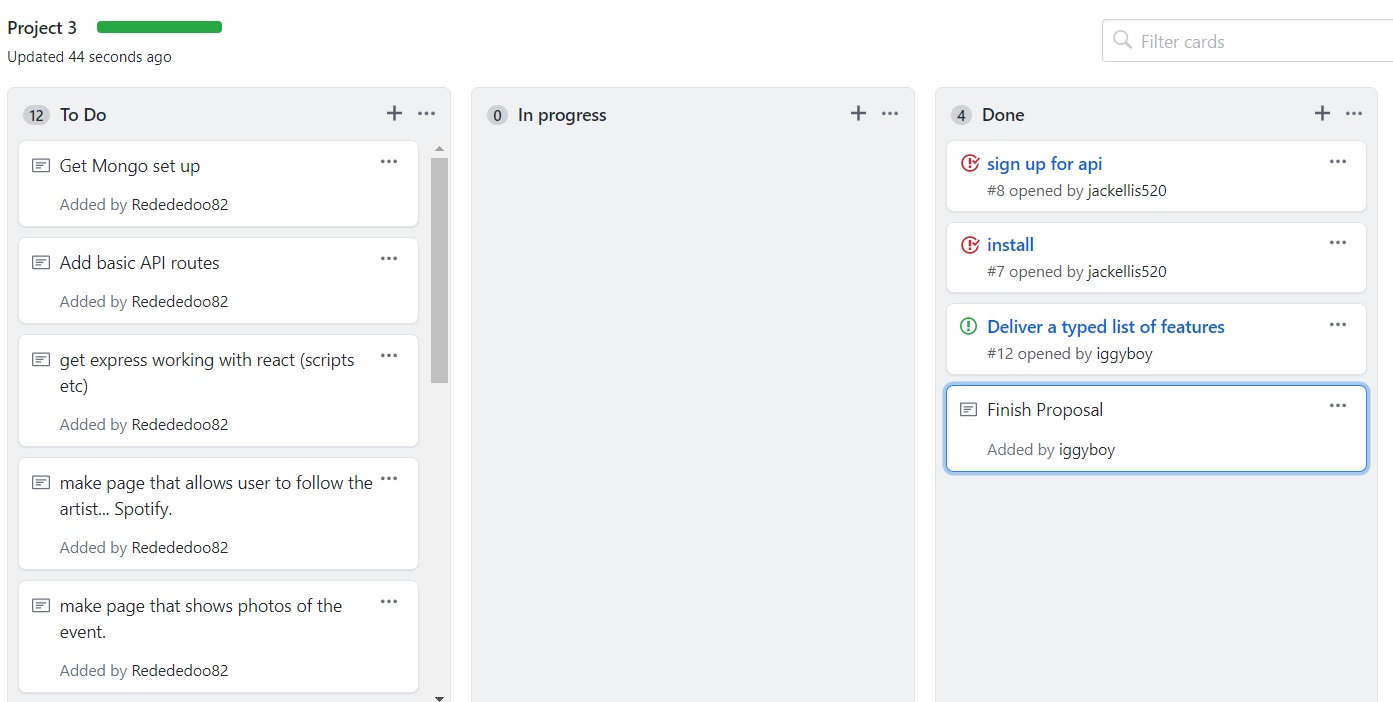 Project 3
Updated 44 seconds ago
Filter cards
12 To Do
Get Mongo set up
Added by Redededoo82
Add basic API routes
Added by Redededoo82
get express working with react (scripts
etc)
Added by Redededoo82
make page that allows user to follow the
artist... Spotify.
Added by Redededoo82
make page that shows photos of the
event.
Added by Redededoo82
0 In progress
4 Done
sign up for api
#8 opened by jackellis520
install
#7 opened by jackellis520
Deliver a typed list of features
#12 opened by iggyboy
Finish Proposal
Added by iggyboy